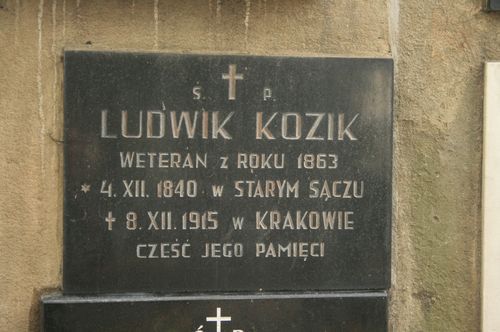 Ś. † P.
LUDWIK KOZIK
WETERAN z ROKU 1863
* 4. XII. 1840 w STARYM SĄCZU
† 8. XII. 1915 w KRAKOWIE
CZEŚĆ JEGO PAMIĘCI
Ś † P.